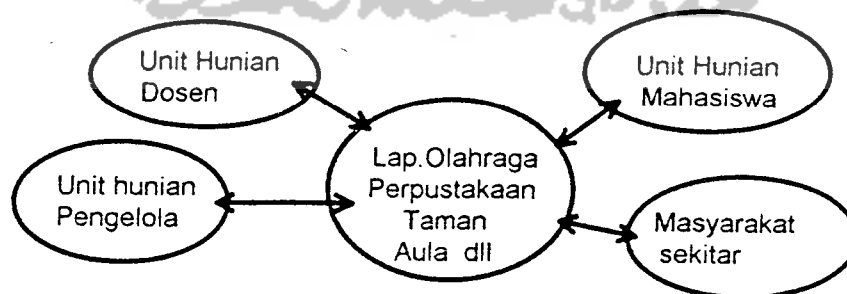 Unit Hunian
Dosen
Unit Hunian
Mahasiswa
Lap.Olahraga
Perpustakaan
Taman
Aula dll
Unit hunian
Pengelola
Masyarakat
sekitar